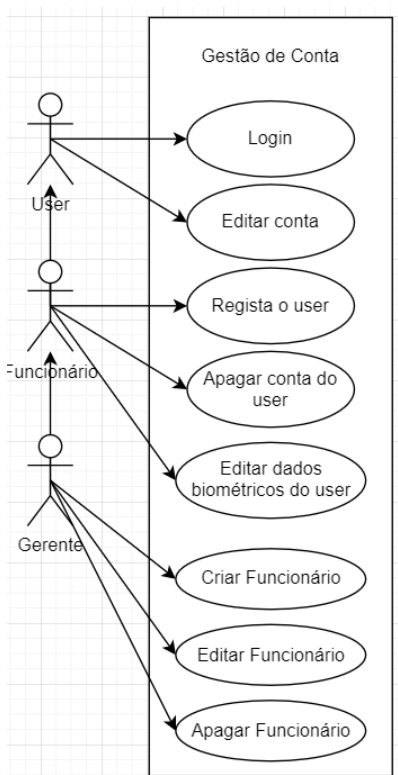 Gestão de Conta
Login
User
Editar conta
Regista o user
Funcionário
Apagar conta do
user
Editar dados
biométricos do user
Gerente
Criar Funcionário
Editar Funcionário
Apagar Funcionário